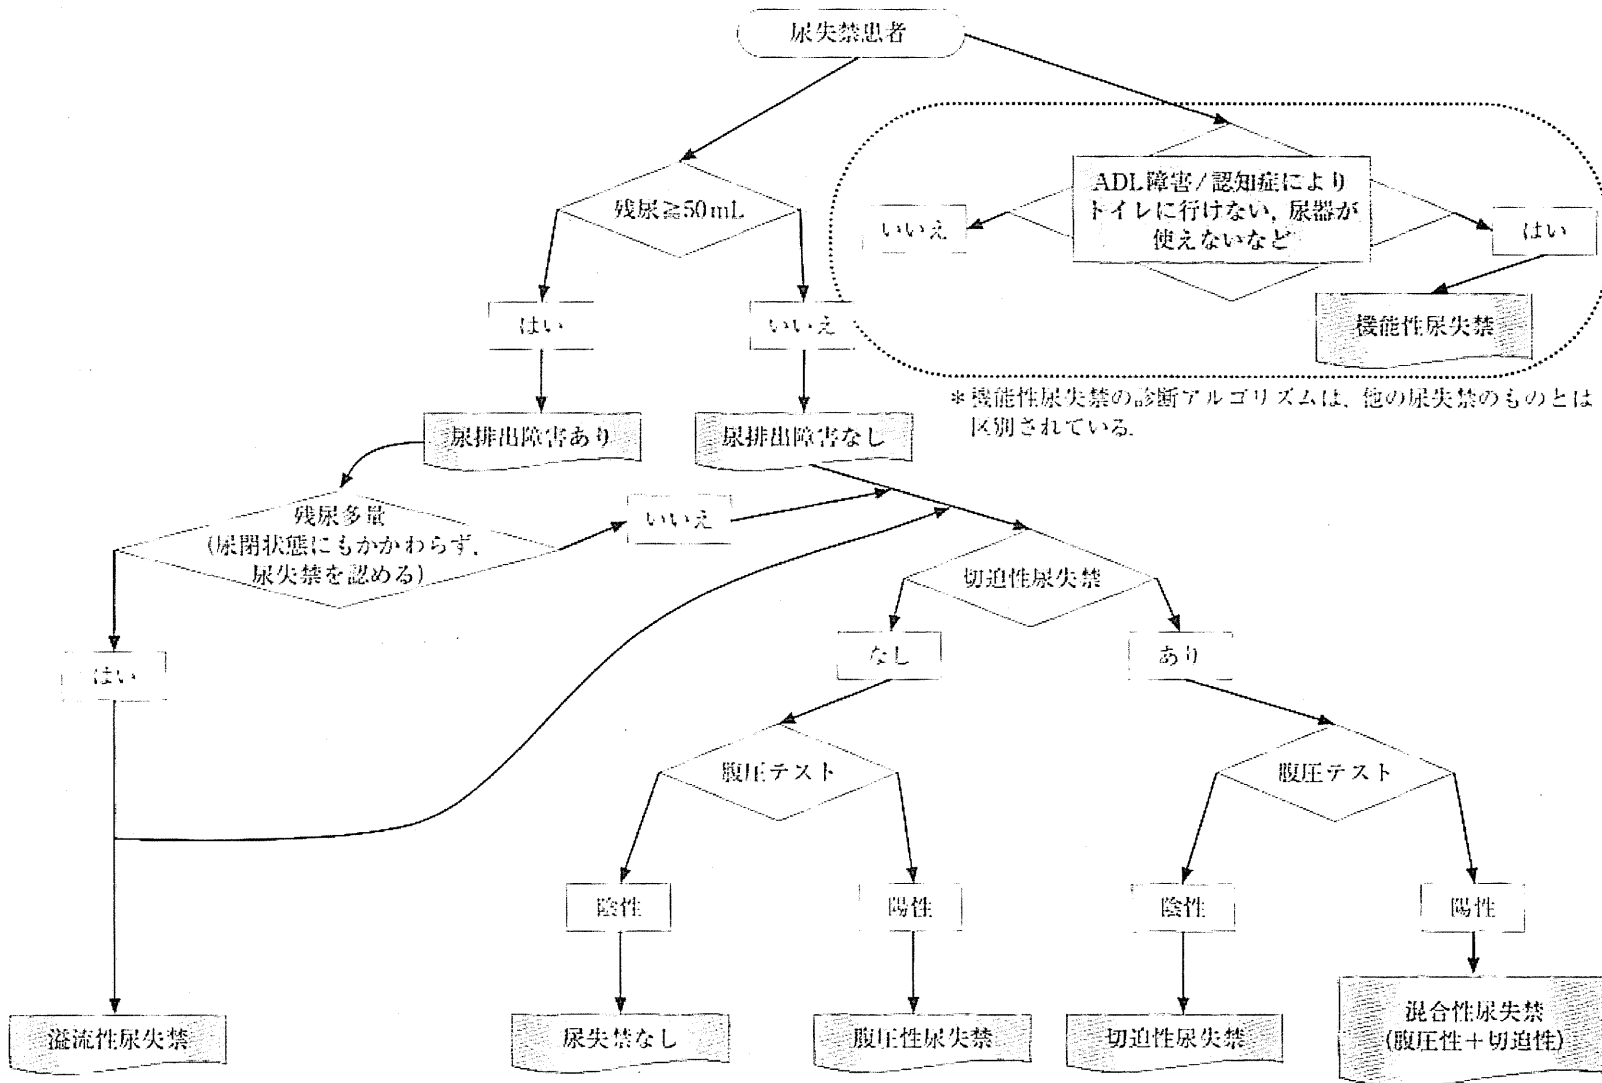 尿失禁患者
ADL障害/認知症により
トイレに行けない, 尿器が
使えないなど
残尿≧50mL
いいえ
はい
はい
いいえ
機能性尿失禁
*機能性尿失禁の診断アルゴリズムは、他の尿失禁のものとは
区別されている.
尿排出障害あり
尿排出障害なし
残尿多量
(尿閉状態にもかかわらず,
尿失禁を認める)
いいえ
切迫性尿失禁
はい
なし
あり
腹圧テスト
腹圧テスト
陰性
陽性
陰性
陽性
溢流性尿失禁
尿失禁なし
腹圧性尿失禁
切迫性尿失禁
混合性尿失禁
(腹圧性+切迫性)